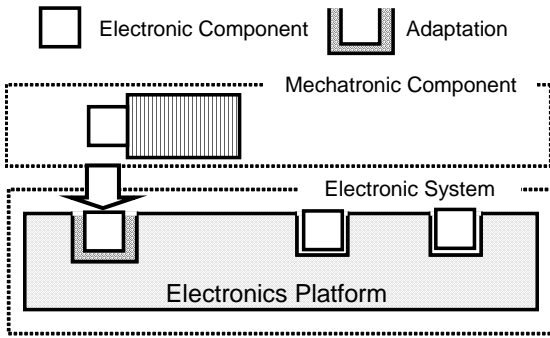 Electronic Component
Adaptation
Mechatronic Component
Electronic System
Electronics Platform